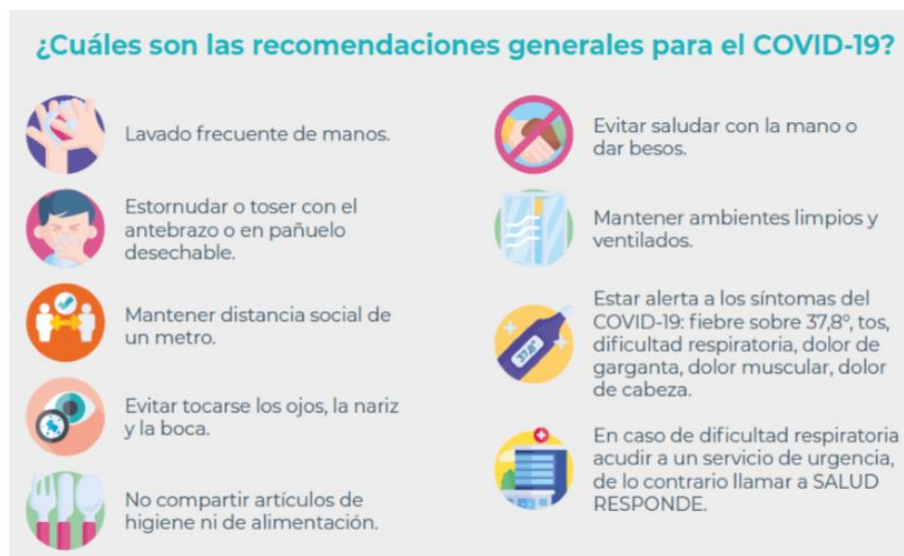 ¿Cuáles son las recomendaciones generales para el COVID-19?
Lavado frecuente de manos.
Estornudar o toser con el
antebrazo o en pañuelo
desechable.
Mantener distancia social de
un metro.
Evitar tocarse los ojos, la nariz
y la boca.
No compartir artículos de
higiene ni de alimentación.
Evitar saludar con la mano o
dar besos.
Mantener ambientes limpios y
ventilados.
37,8°
Estar alerta a los síntomas del
COVID-19: fiebre sobre 37,8°, tos,
dificultad respiratoria, dolor de
garganta, dolor muscular, dolor
de cabeza.
En caso de dificultad respiratoria
acudir a un servicio de urgencia,
de lo contrario llamar a SALUD
RESPONDE.